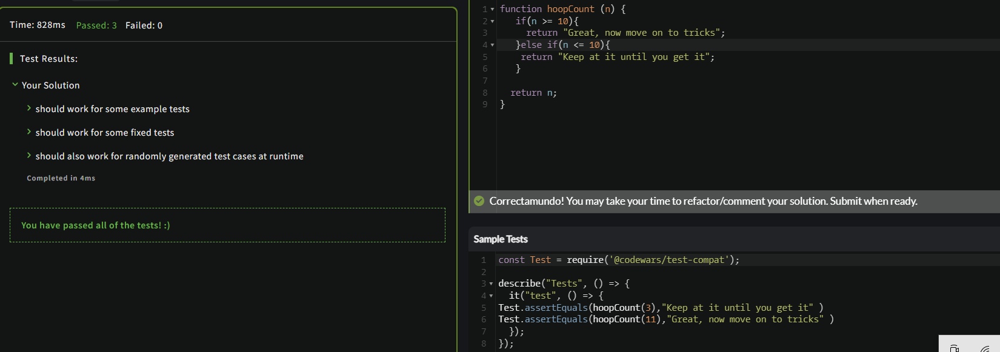 Time: 828ms Passed: 3 Failed: 0
Test Results:
Your Solution
should work for some example tests
should work for some fixed tests
should also work for randomly generated test cases at runtime
Completed in 4ms
You have passed all of the tests! :)
1 function hoopCount (n) {
2 if(n >= 10){
3 return "Great, now move on to tricks";
4 }else if(n <= 10){
5 return "Keep at it until you get it";
6 }
7
8 return n;
9 }
Correctamundo! You may take your time to refactor/comment your solution. Submit when ready.
Sample Tests
1 const Test = require('@codewars/test-compat');
2
3 describe("Tests", () => {
4 it("test", () => {
5 Test.assertEquals(hoopCount(3),"Keep at it until you get it" )
6 Test.assertEquals(hoopCount(11),"Great, now move on to tricks" )
7 });
8 });